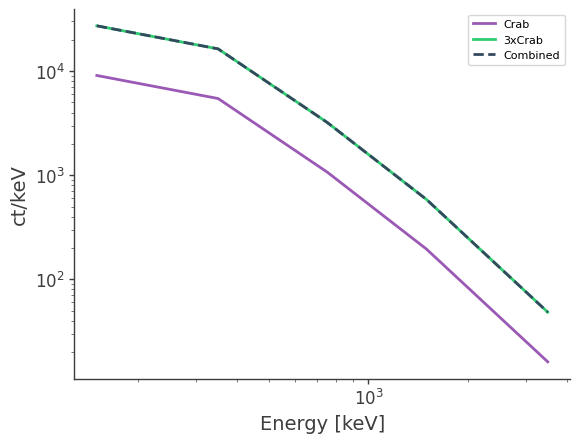 Crab
3xCrab
Combined
10⁴
10³
10²
ct/keV
10³
Energy [keV]